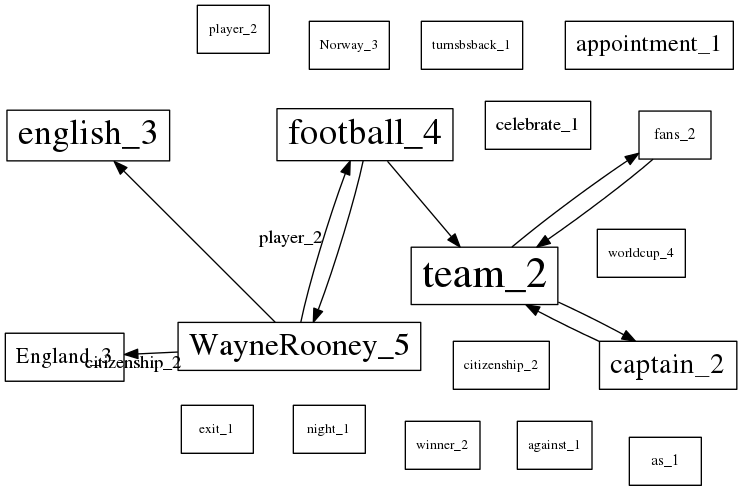 player_2
Norway_3
turnsbsback_1
appointment_1
english_3
football_4
celebrate_1
fans_2
player_2
worldcup_4
team_2
England_3
citizenship_2
WayneRooney_5
citizenship_2
captain_2
exit_1
night_1
winner_2
against_1
as_1